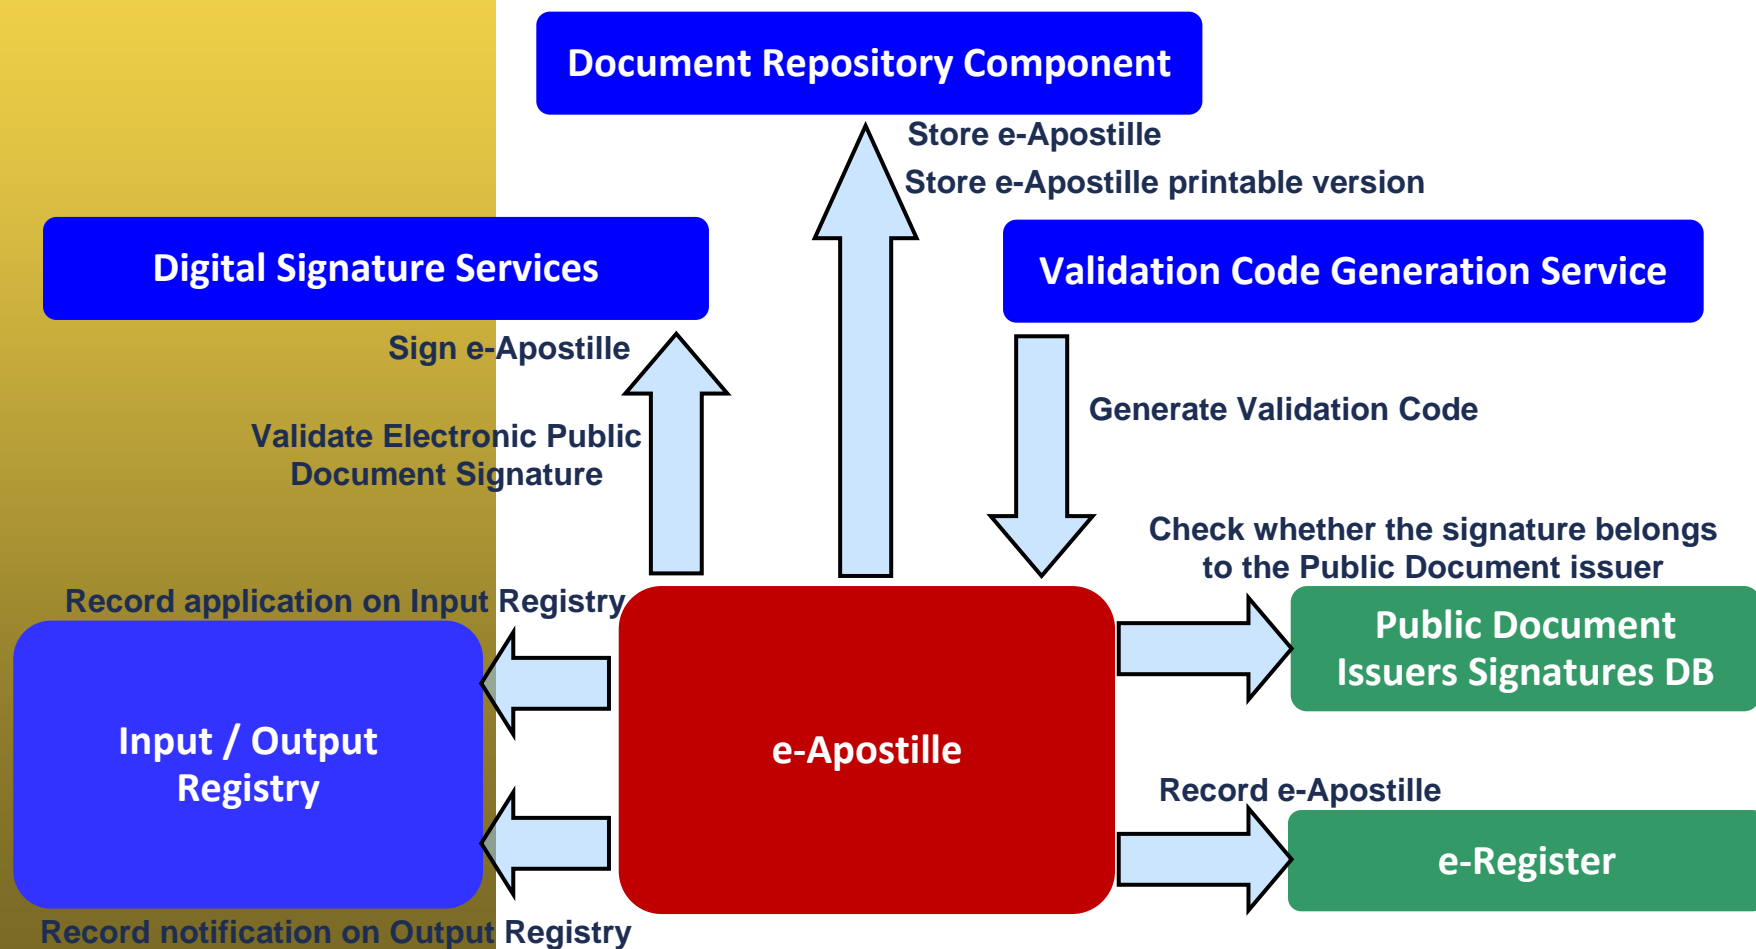 Document Repository Component
Store e-Apostille
Store e-Apostille printable version
Digital Signature Services
Validation Code Generation Service
Sign e-Apostille
Generate Validation Code
Validate Electronic Public
Document Signature
Check whether the signature belongs
to the Public Document issuer
Record application on Input Registry
Public Document
Issuers Signatures DB
Input / Output
Registry
e-Apostille
Record e-Apostille
e-Register
Record notification on Output Registry